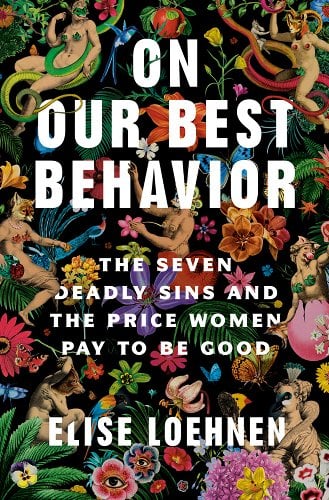 ON
OUR BEST
BEHAVIOR
THE SEVEN
DEADLY SINS AND
THE PRICE WOMEN
PAY TO BE GOOD
ELISE LOEHNEN